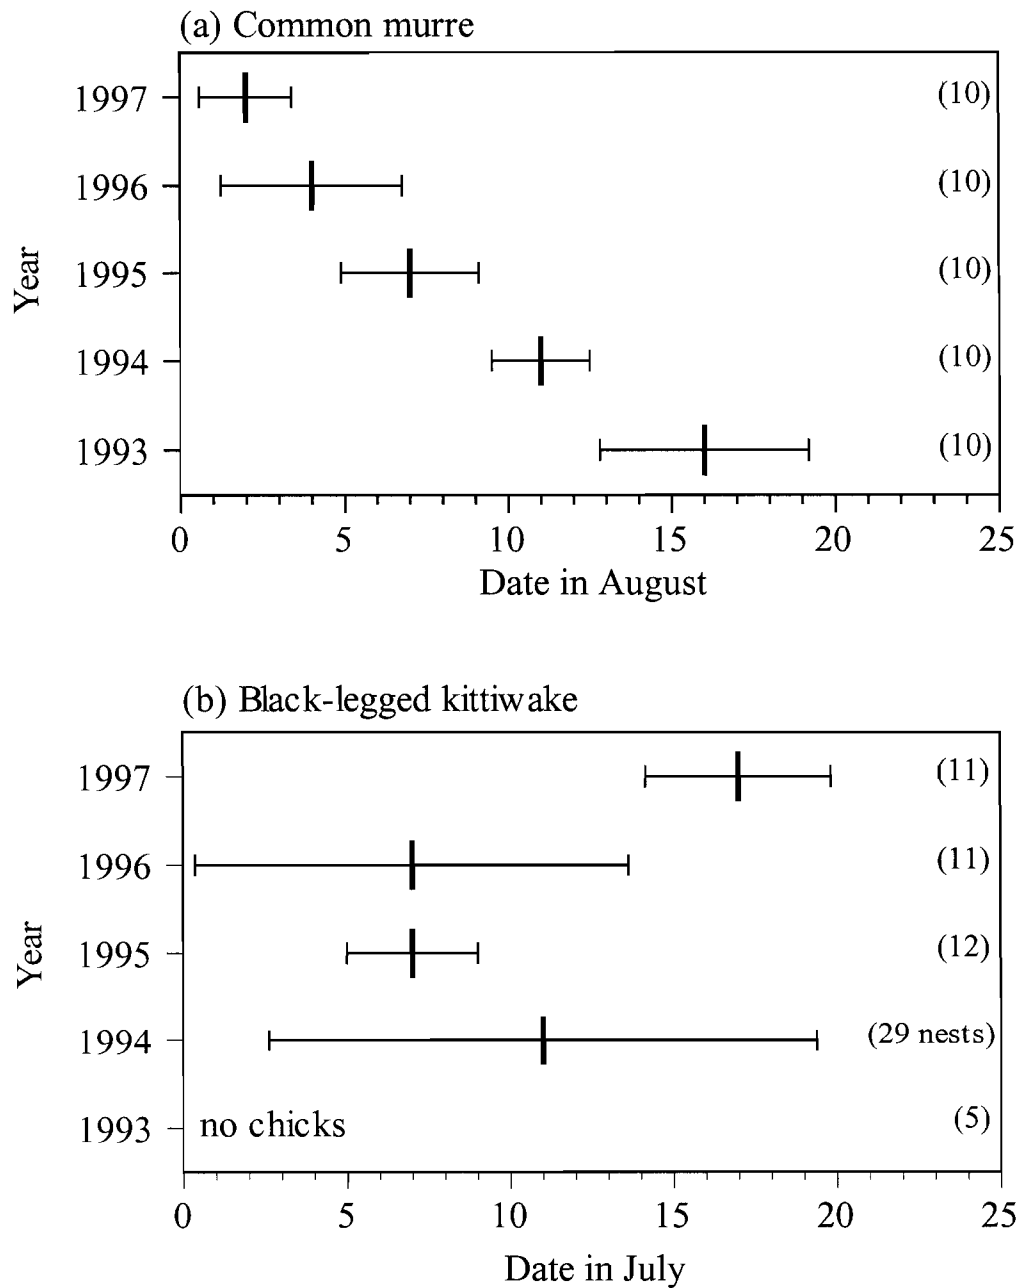 (a) Common murre
1997 (10)
1996 (10)
1995 (10)
1994 (10)
1993 (10)
Year
0 5 10 15 20 25
Date in August
(b) Black-legged kittiwake
1997 (11)
1996 (11)
1995 (12)
1994 (29 nests)
1993 no chicks (5)
Year
0 5 10 15 20 25
Date in July